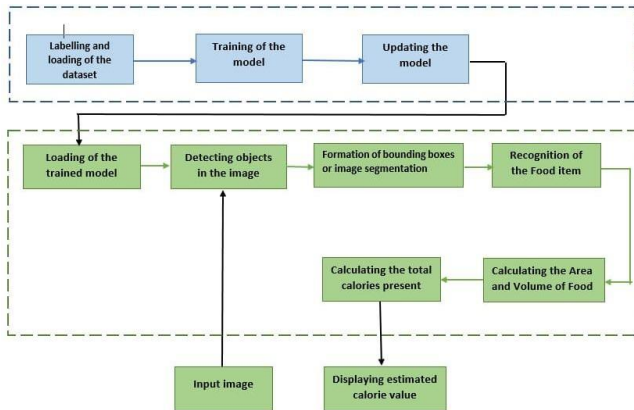 Labelling and
loading of the
dataset
Training of the
model
Updating the
model
Loading of the
trained model
Detecting objects
in the image
Formation of bounding boxes
or image segmentation
Recognition of
the Food item
Calculating the total
calories present
Calculating the Area
and Volume of Food
Input image
Displaying estimated
calorie value